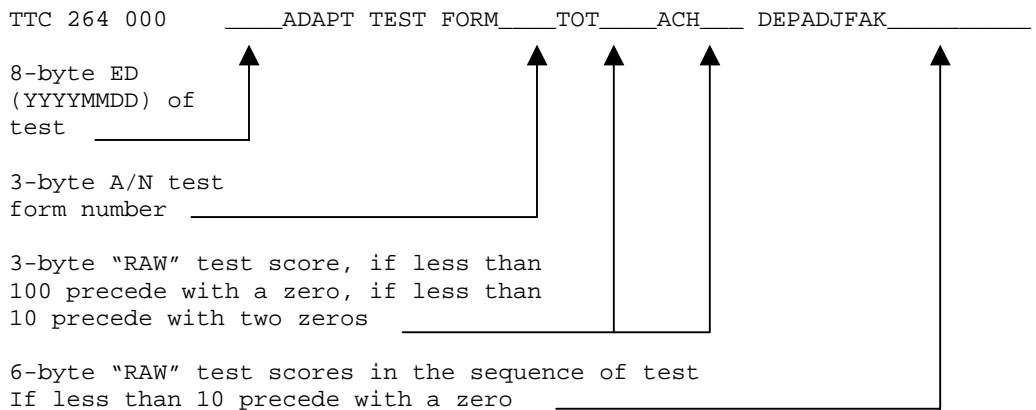 TTC 264 000 ____ADAPT TEST FORM____TOT____ACH___ DEPADJFAK__________
8-byte ED
(YYYYMMDD) of
test
3-byte A/N test
form number
3-byte “RAW” test score, if less than
100 precede with a zero, if less than
10 precede with two zeros
6-byte “RAW” test scores in the sequence of test
If less than 10 precede with a zero